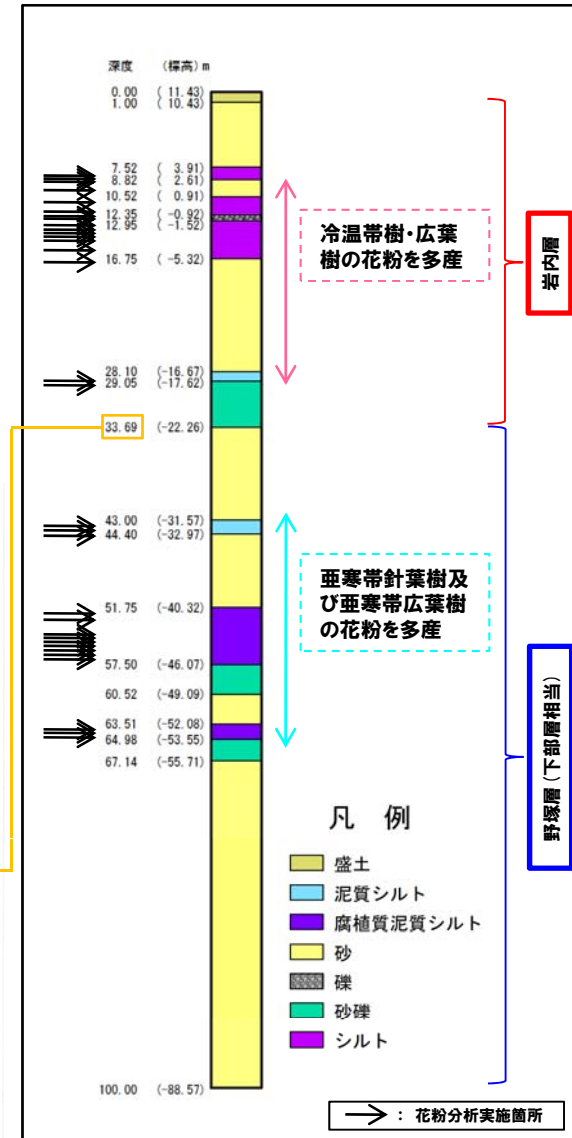 深度 (標高) m
0.00 ( 11.43)
1.00 ( 10.43)
7.52 ( 3.91)
8.82 ( 2.61)
10.52 ( 0.91)
12.35 ( -0.92)
12.95 ( -1.52)
16.75 ( -5.32)
28.10 (-16.67)
29.05 (-17.62)
33.69 (-22.26)
43.00 (-31.57)
44.40 (-32.97)
51.75 (-40.32)
57.50 (-46.07)
60.52 (-49.09)
63.51 (-52.08)
64.98 (-53.55)
67.14 (-55.71)
100.00 (-88.57)
冷温帯樹・広葉
樹の花粉を多産
岩内層
亜寒帯針葉樹及
び亜寒帯広葉樹
の花粉を多産
野塚層(下部層相当)
凡 例
盛土
泥質シルト
腐植質泥質シルト
砂
礫
砂礫
シルト
: 花粉分析実施箇所